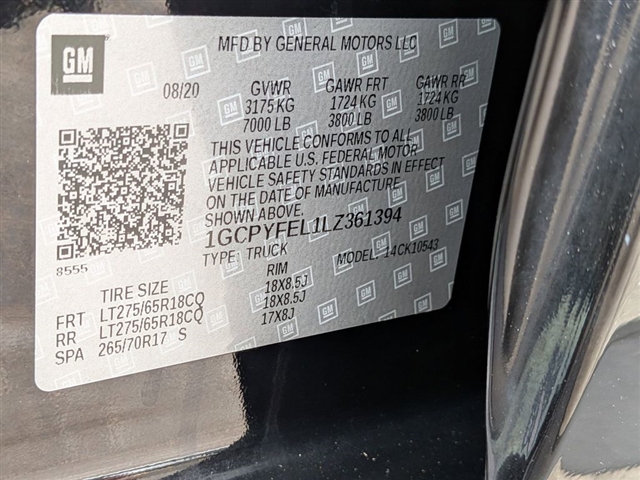 GM
MFD BY GENERAL MOTORS LLC
08/20 GVWR GAWR FRT GAWR RR
3175 KG 1724 KG 1724 KG
7000 LB 3800 LB 3800 LB
THIS VEHICLE CONFORMS TO ALL
APPLICABLE U.S. FEDERAL MOTOR
VEHICLE SAFETY STANDARDS IN EFFECT
ON THE DATE OF MANUFACTURE
SHOWN ABOVE.
1GCPYFEL1LZ361394
TYPE: TRUCK MODEL: 14CK10543
8555
TIRE SIZE RIM
FRT LT275/65R18CQ 18X8.5J
RR LT275/65R18CQ 18X8.5J
SPA 265/70R17 S 17X8J